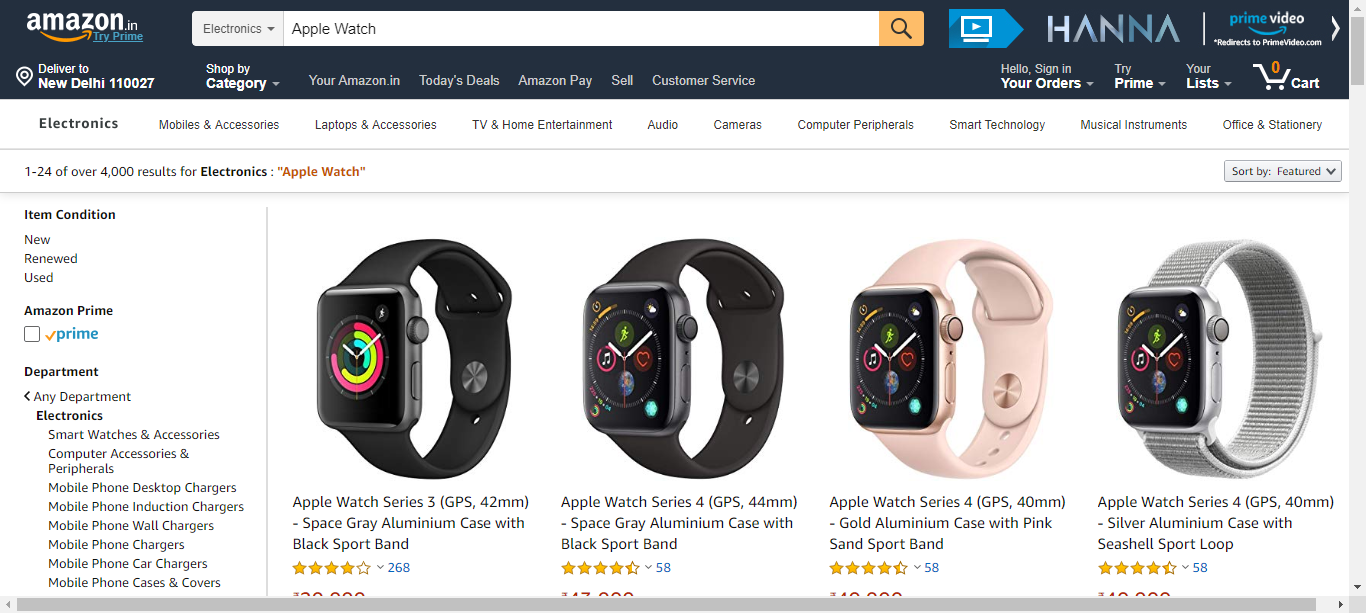 amazon.in
Try Prime
Electronics
Apple Watch
HANNA
prime video
*Redirects to PrimeVideo.com
Deliver to
New Delhi 110027
Shop by
Category
Your Amazon.in
Today's Deals
Amazon Pay
Sell
Customer Service
Hello, Sign in
Your Orders
Try
Prime
Your
Lists
0
Cart
Electronics
Mobiles & Accessories
Laptops & Accessories
TV & Home Entertainment
Audio
Cameras
Computer Peripherals
Smart Technology
Musical Instruments
Office & Stationery
1-24 of over 4,000 results for Electronics : "Apple Watch"
Sort by: Featured
Item Condition
New
Renewed
Used
Amazon Prime
prime
Department
Any Department
Electronics
Smart Watches & Accessories
Computer Accessories &
Peripherals
Mobile Phone Desktop Chargers
Mobile Phone Induction Chargers
Mobile Phone Wall Chargers
Mobile Phone Chargers
Mobile Phone Car Chargers
Mobile Phone Cases & Covers
Apple Watch Series 3 (GPS, 42mm)
- Space Gray Aluminium Case with
Black Sport Band
268
Apple Watch Series 4 (GPS, 44mm)
- Space Gray Aluminium Case with
Black Sport Band
58
Apple Watch Series 4 (GPS, 40mm)
- Gold Aluminium Case with Pink
Sand Sport Band
58
Apple Watch Series 4 (GPS, 40mm)
- Silver Aluminium Case with
Seashell Sport Loop
58